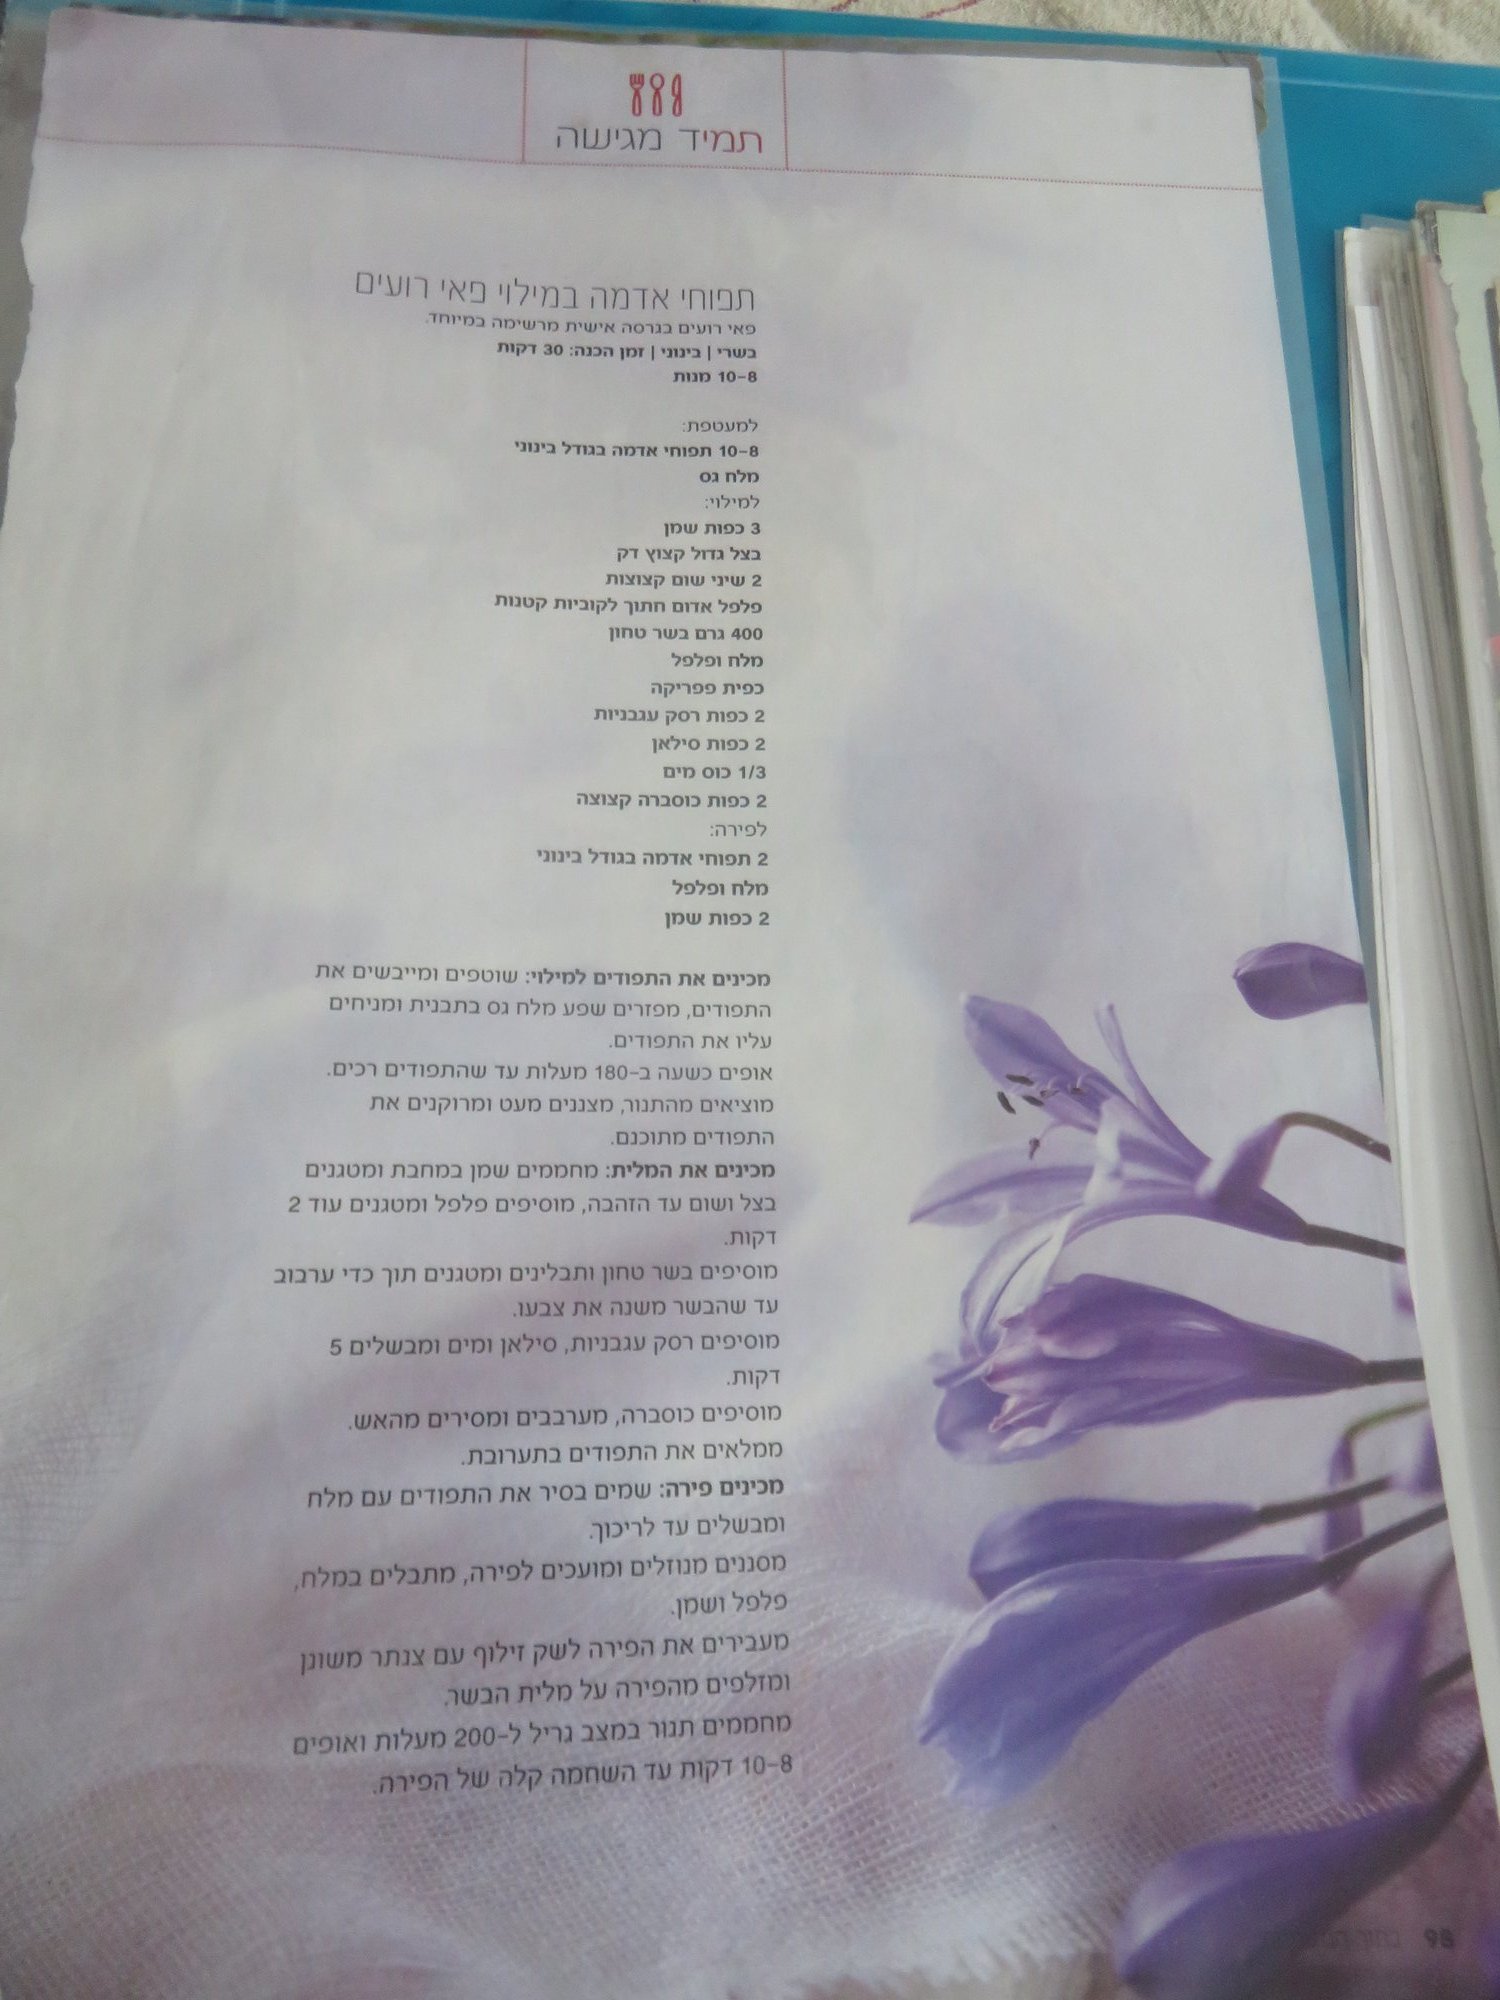 תמיד מגישה
תפוחי אדמה במילוי פאי רועים
פאי רועים בגרסה אישית מרשימה במיוחד.
בשרי | בינוני | זמן הכנה: 30 דקות
10-8 מנות
למעטפת:
10-8 תפוחי אדמה בגודל בינוני
מלח גס
למילוי:
3 כפות שמן
בצל גדול קצוץ דק
2 שיני שום קצוצות
פלפל אדום חתוך לקוביות קטנות
400 גרם בשר טחון
מלח ופלפל
כפית פפריקה
2 כפות רסק עגבניות
2 כפות סילאן
1/3 כוס מים
2 כפות כוסברה קצוצה
לפירה:
2 תפוחי אדמה בגודל בינוני
מלח ופלפל
2 כפות שמן
מכינים את התפודים למילוי: שוטפים ומייבשים את
התפודים, מפזרים שפע מלח גס בתבנית ומניחים
עליו את התפודים.
אופים כשעה ב-180 מעלות עד שהתפודים רכים.
מוציאים מהתנור, מצננים מעט ומרוקנים את
התפודים מתוכנם.
מכינים את המלית: מחממים שמן במחבת ומטגנים
בצל ושום עד הזהבה, מוסיפים פלפל ומטגנים עוד 2
דקות.
מוסיפים בשר טחון ותבלינים ומטגנים תוך כדי ערבוב
עד שהבשר משנה את צבעו.
מוסיפים רסק עגבניות, סילאן ומים ומבשלים 5
דקות.
מוסיפים כוסברה, מערבבים ומסירים מהאש.
ממלאים את התפודים בתערובת.
מכינים פירה: שמים בסיר את התפודים עם מלח
ומבשלים עד לריכוך.
מסננים מנוזלים ומועכים לפירה, מתבלים במלח,
פלפל ושמן.
מעבירים את הפירה לשק זילוף עם צנתר משונן
ומזלפים מהפירה על מלית הבשר.
מחממים תנור במצב גריל ל-200 מעלות ואופים
10-8 דקות עד השחמה קלה של הפירה.
98